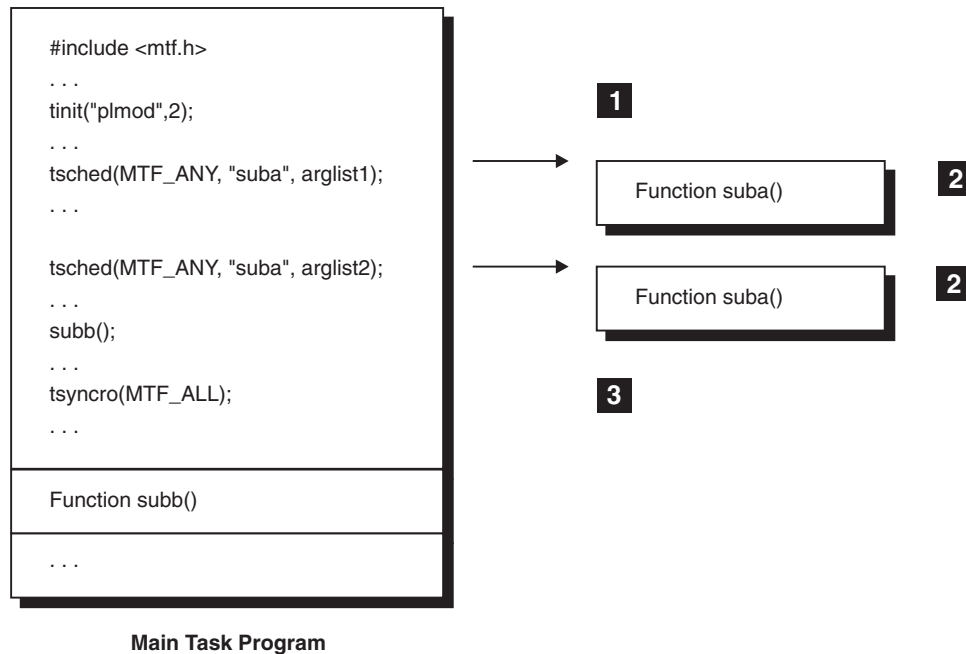 #include <mtf.h>
. . .
tinit("plmod",2);
1
. . .
tsched(MTF_ANY, "suba", arglist1);
Function suba()
2
. . .
tsched(MTF_ANY, "suba", arglist2);
Function suba()
2
. . .
subb();
. . .
tsyncro(MTF_ALL);
3
. . .
Function subb()
. . .
Main Task Program